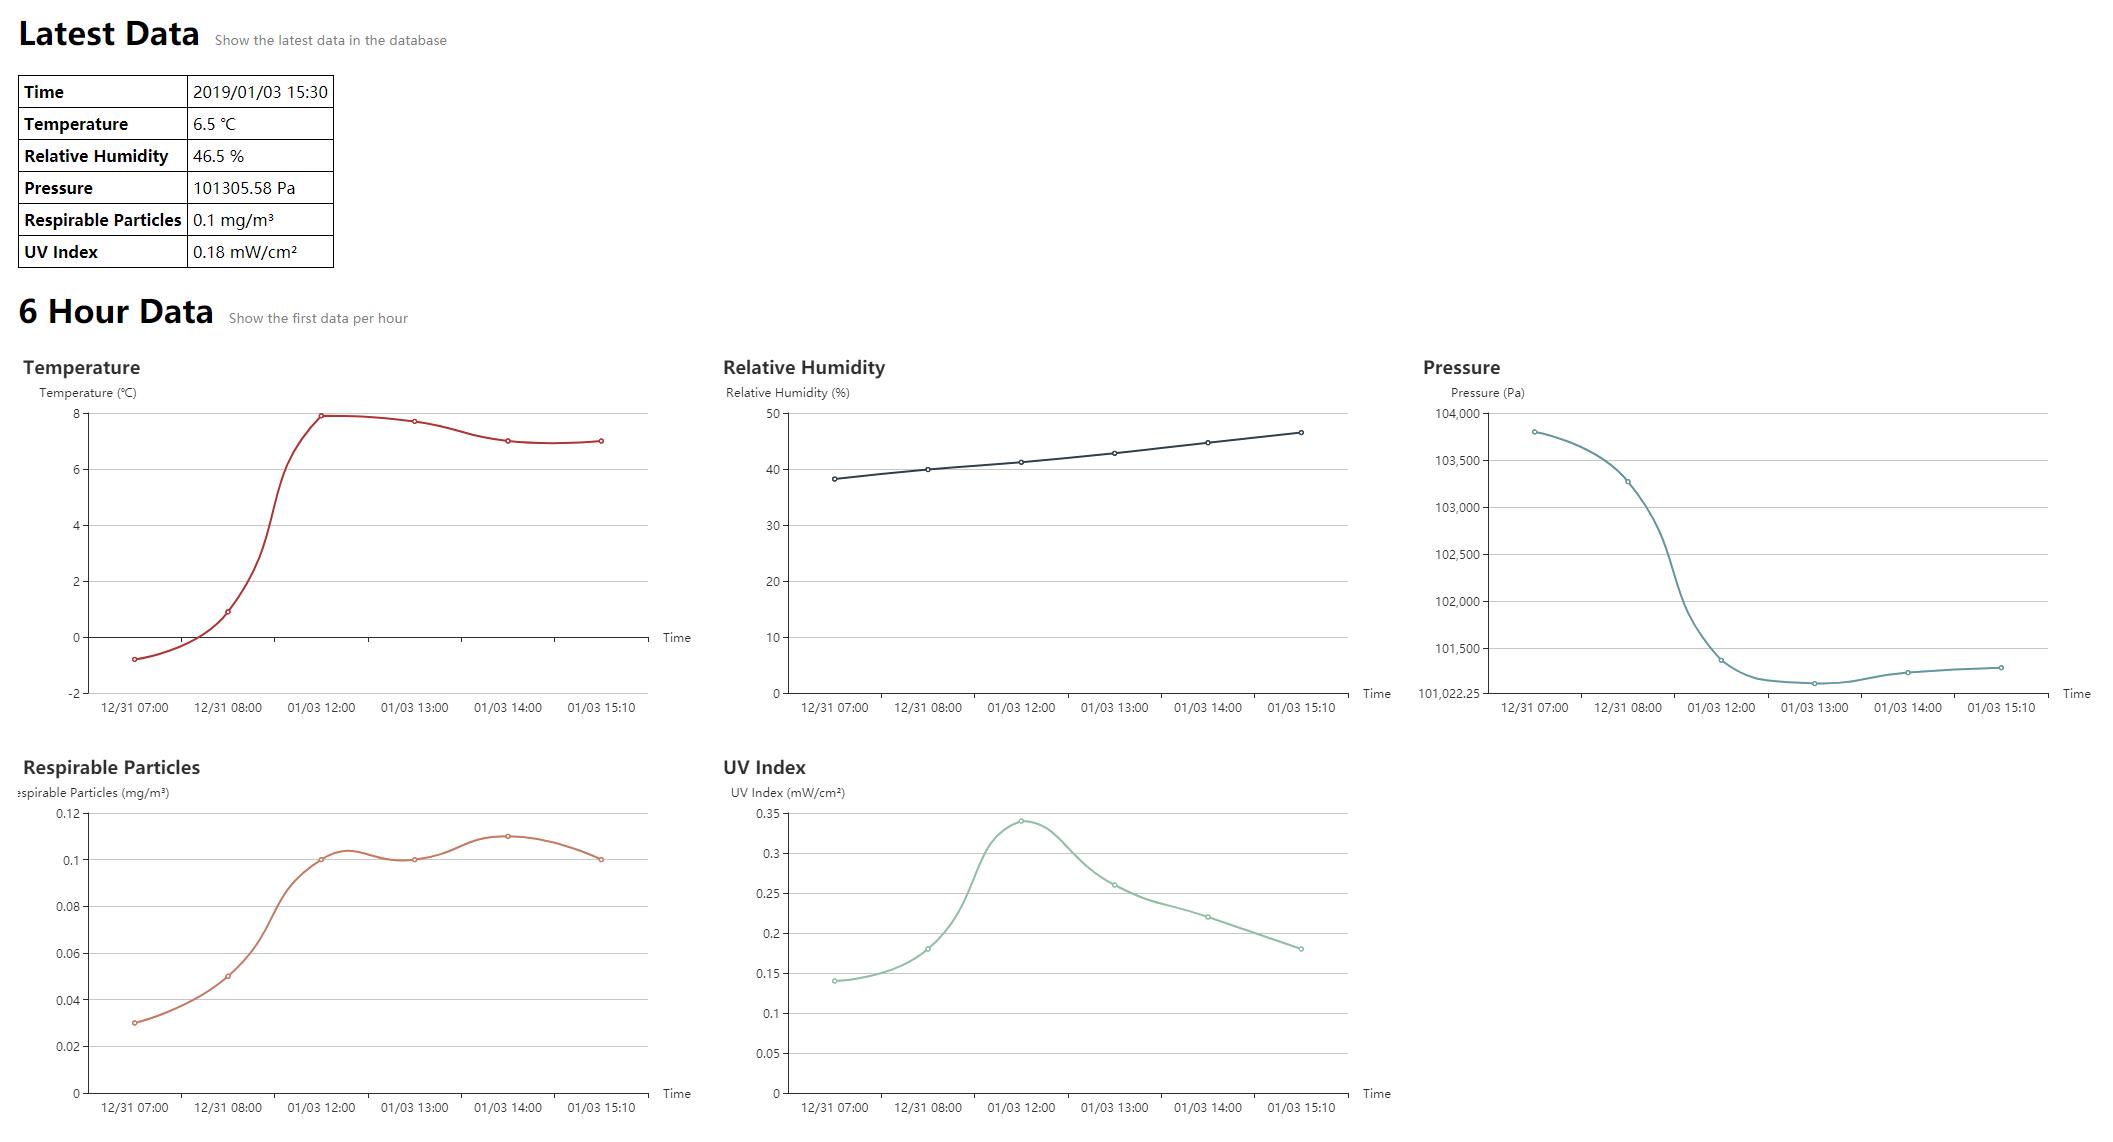 Latest Data Show the latest data in the database
Time 2019/01/03 15:30
Temperature 6.5 ℃
Relative Humidity 46.5 %
Pressure 101305.58 Pa
Respirable Particles 0.1 mg/m³
UV Index 0.18 mW/cm²
6 Hour Data Show the first data per hour
Temperature
Temperature (℃)
8
6
4
2
0
-2
Time
12/31 07:00 12/31 08:00 01/03 12:00 01/03 13:00 01/03 14:00 01/03 15:10
Relative Humidity
Relative Humidity (%)
50
40
30
20
10
0
Time
12/31 07:00 12/31 08:00 01/03 12:00 01/03 13:00 01/03 14:00 01/03 15:10
Pressure
Pressure (Pa)
104,000
103,500
103,000
102,500
102,000
101,500
101,022.25
Time
12/31 07:00 12/31 08:00 01/03 12:00 01/03 13:00 01/03 14:00 01/03 15:10
Respirable Particles
espirable Particles (mg/m³)
0.12
0.1
0.08
0.06
0.04
0.02
0
Time
12/31 07:00 12/31 08:00 01/03 12:00 01/03 13:00 01/03 14:00 01/03 15:10
UV Index
UV Index (mW/cm²)
0.35
0.3
0.25
0.2
0.15
0.1
0.05
0
Time
12/31 07:00 12/31 08:00 01/03 12:00 01/03 13:00 01/03 14:00 01/03 15:10